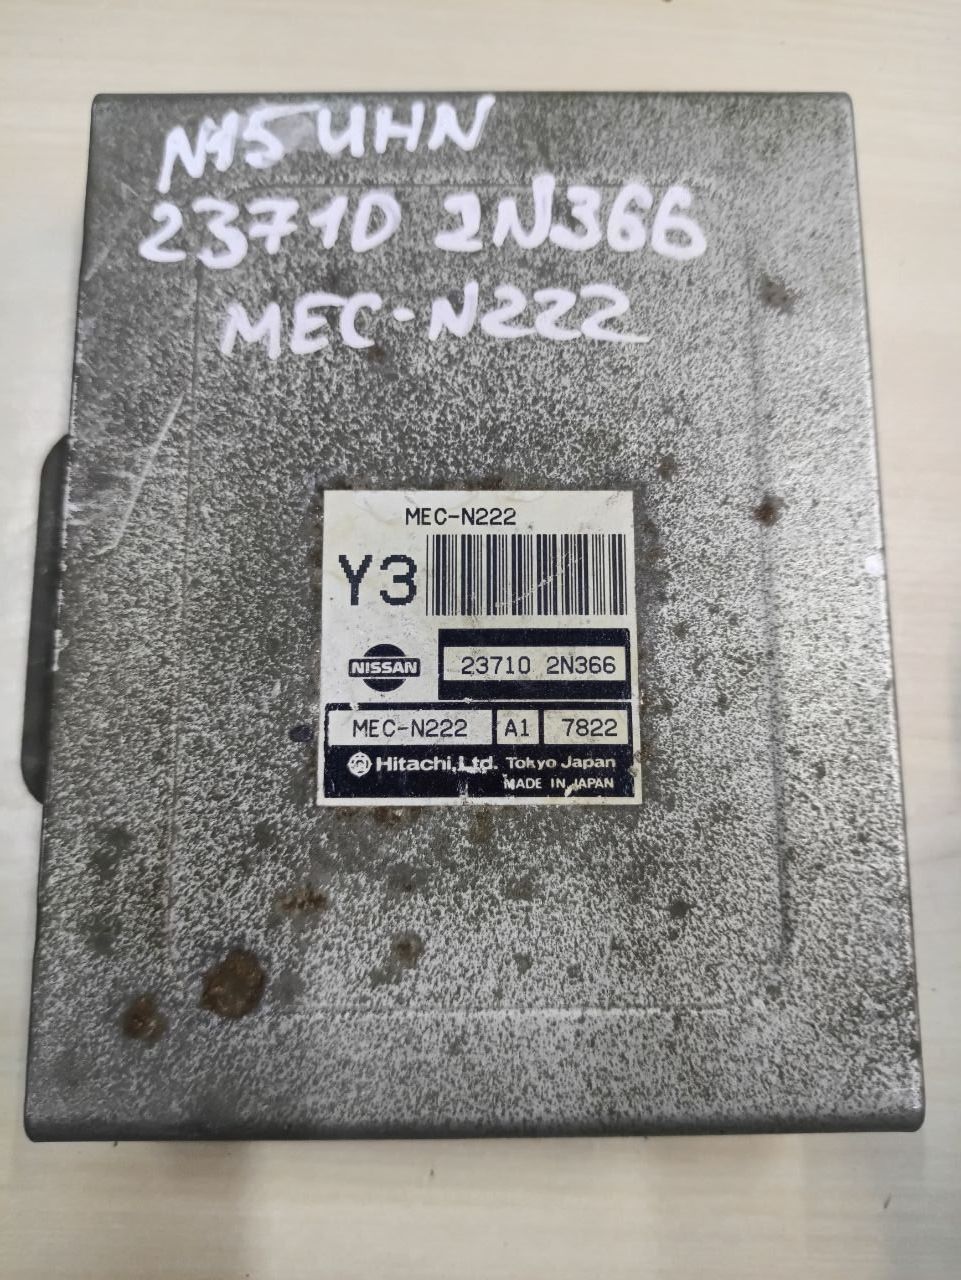 N15 UHN
23710 2N366
MEC-N222
MEC-N222
Y3
NISSAN
23710 2N366
MEC-N222 A1 7822
Hitachi, Ltd. Tokyo Japan
MADE IN JAPAN